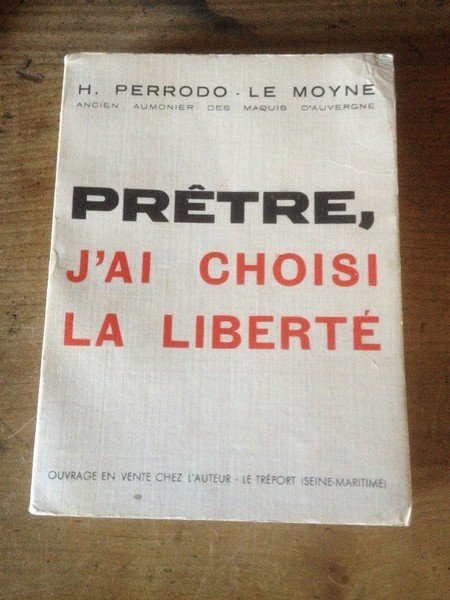 H. PERRODO - LE MOYNE
ANCIEN AUMONIER DES MAQUIS D'AUVERGNE
PRÊTRE,
J'AI CHOISI
LA LIBERTÉ
OUVRAGE EN VENTE CHEZ L'AUTEUR - LE TRÉPORT (SEINE-MARITIME)